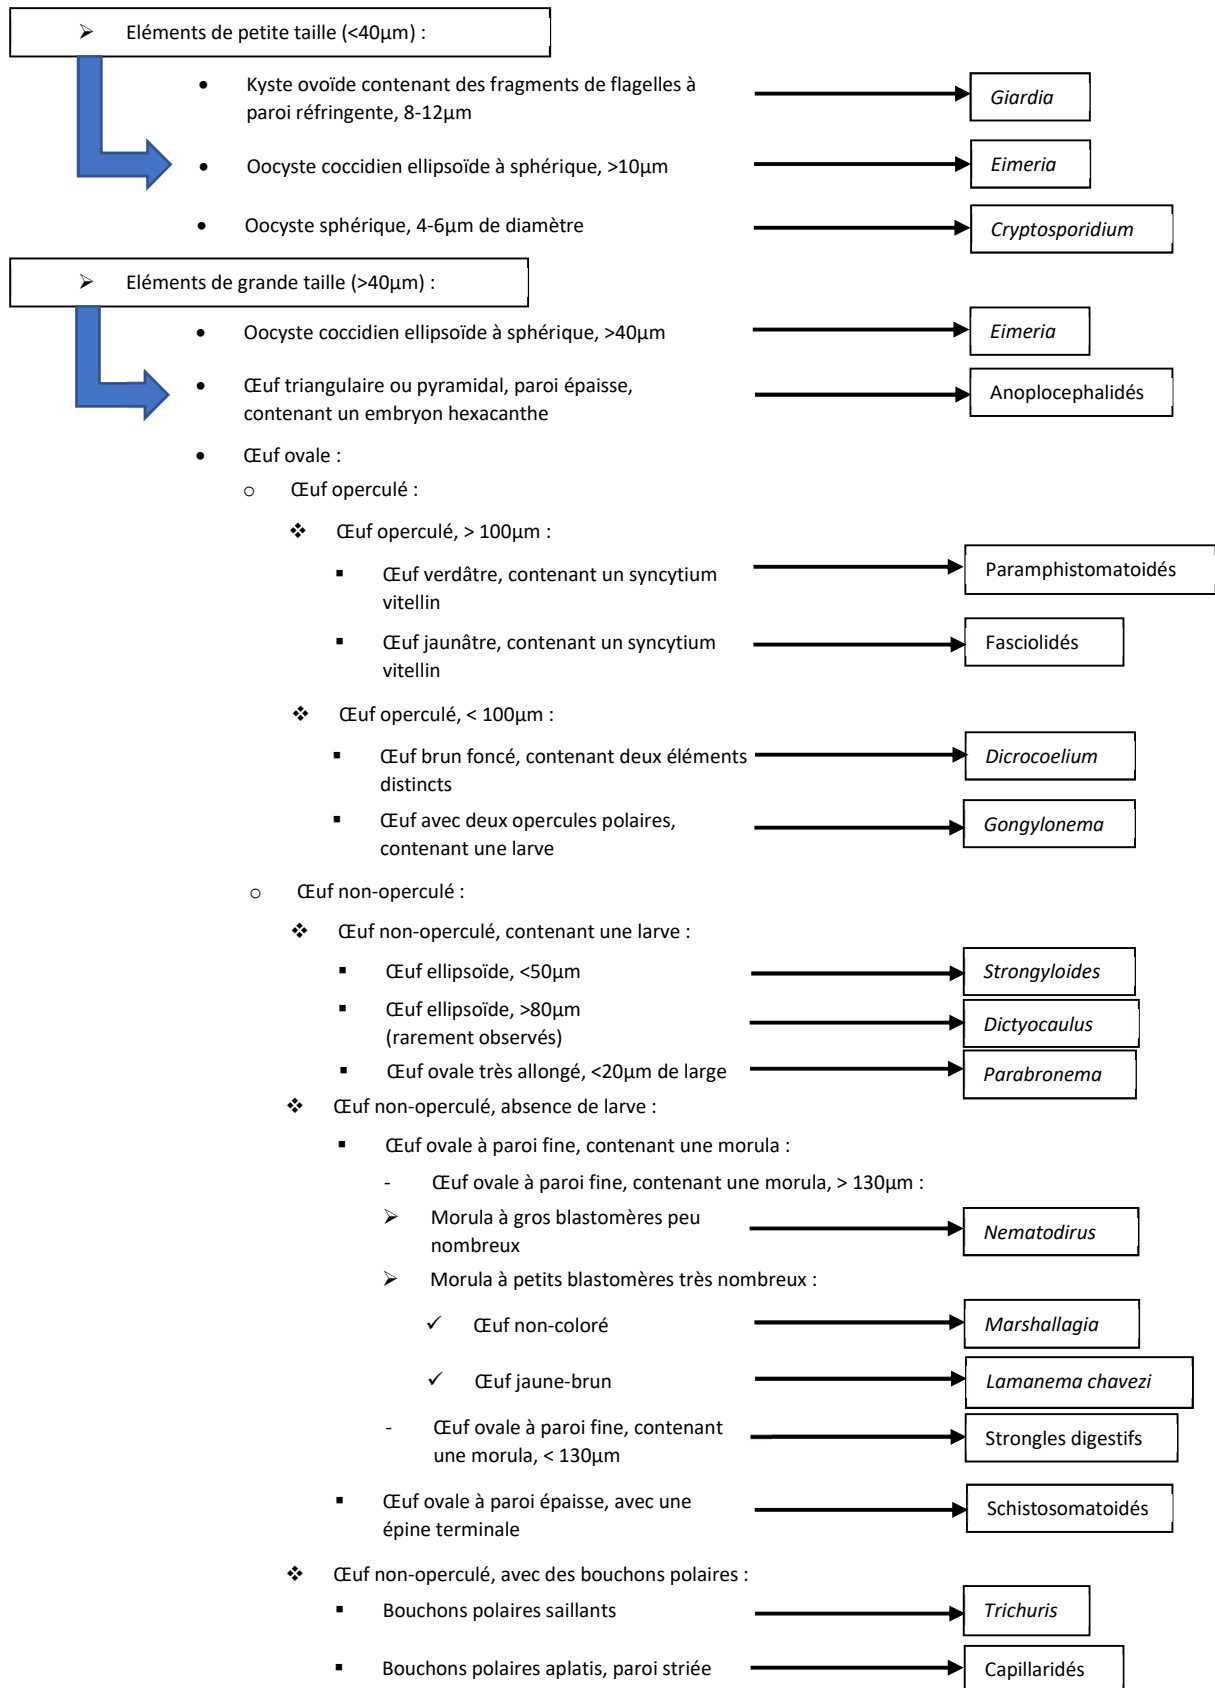 ➢ Eléments de petite taille (<40µm) :
• Kyste ovoïde contenant des fragments de flagelles à
paroi réfringente, 8-12µm
Giardia
• Oocyste coccidien ellipsoïde à sphérique, >10µm
Eimeria
• Oocyste sphérique, 4-6µm de diamètre
Cryptosporidium
➢ Eléments de grande taille (>40µm) :
• Oocyste coccidien ellipsoïde à sphérique, >40µm
Eimeria
• Œuf triangulaire ou pyramidal, paroi épaisse,
contenant un embryon hexacanthe
Anoplocephalidés
• Œuf ovale :
o Œuf operculé :
❖ Œuf operculé, > 100µm :
▪ Œuf verdâtre, contenant un syncytium
vitellin
Paramphistomatoidés
▪ Œuf jaunâtre, contenant un syncytium
vitellin
Fasciolidés
❖ Œuf operculé, < 100µm :
▪ Œuf brun foncé, contenant deux éléments
distincts
Dicrocoelium
▪ Œuf avec deux opercules polaires,
contenant une larve
Gongylonema
o Œuf non-operculé :
❖ Œuf non-operculé, contenant une larve :
▪ Œuf ellipsoïde, <50µm
Strongyloides
▪ Œuf ellipsoïde, >80µm
(rarement observés)
Dictyocaulus
▪ Œuf ovale très allongé, <20µm de large
Parabronema
❖ Œuf non-operculé, absence de larve :
▪ Œuf ovale à paroi fine, contenant une morula :
- Œuf ovale à paroi fine, contenant une morula, > 130µm :
➢ Morula à gros blastomères peu
nombreux
Nematodirus
➢ Morula à petits blastomères très nombreux :
✓ Œuf non-coloré
Marshallagia
✓ Œuf jaune-brun
Lamanema chavezi
- Œuf ovale à paroi fine, contenant
une morula, < 130µm
Strongles digestifs
▪ Œuf ovale à paroi épaisse, avec une
épine terminale
Schistosomatoidés
❖ Œuf non-operculé, avec des bouchons polaires :
▪ Bouchons polaires saillants
Trichuris
▪ Bouchons polaires aplatis, paroi striée
Capillaridés